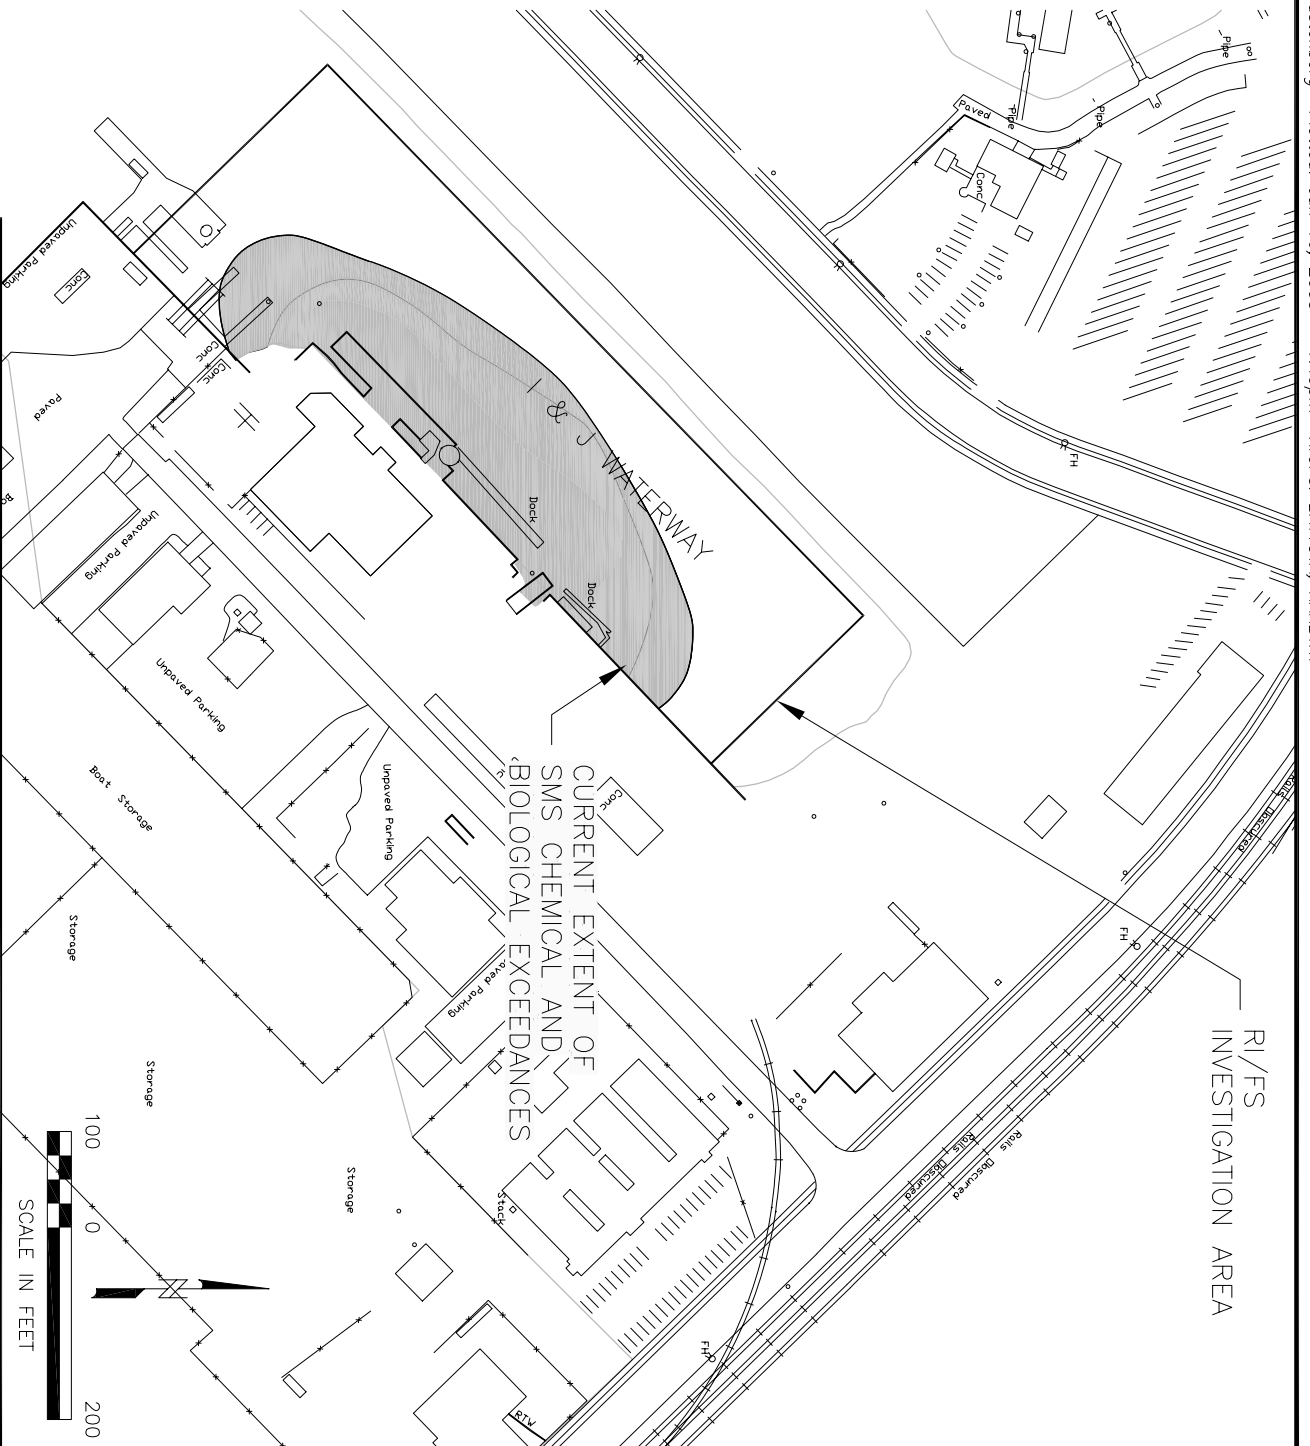 Pipe
Pipe
Pipe
Paved
Conc
FH
I & J WATERWAY
Dock
Dock
Unpaved Parking
Conc
Conc
Conc
Paved
Unpaved Parking
Unpaved Parking
Unpaved Parking
Boat Storage
Storage
Storage
Storage
Conc
CURRENT EXTENT OF
SMS CHEMICAL AND
BIOLOGICAL EXCEEDANCES
Parking
Stack
RI/FS
INVESTIGATION AREA
FH
Rails
Obscured
Rails
Obscured
Rails
Obscured
FH
RTW
100 0 200
SCALE IN FEET